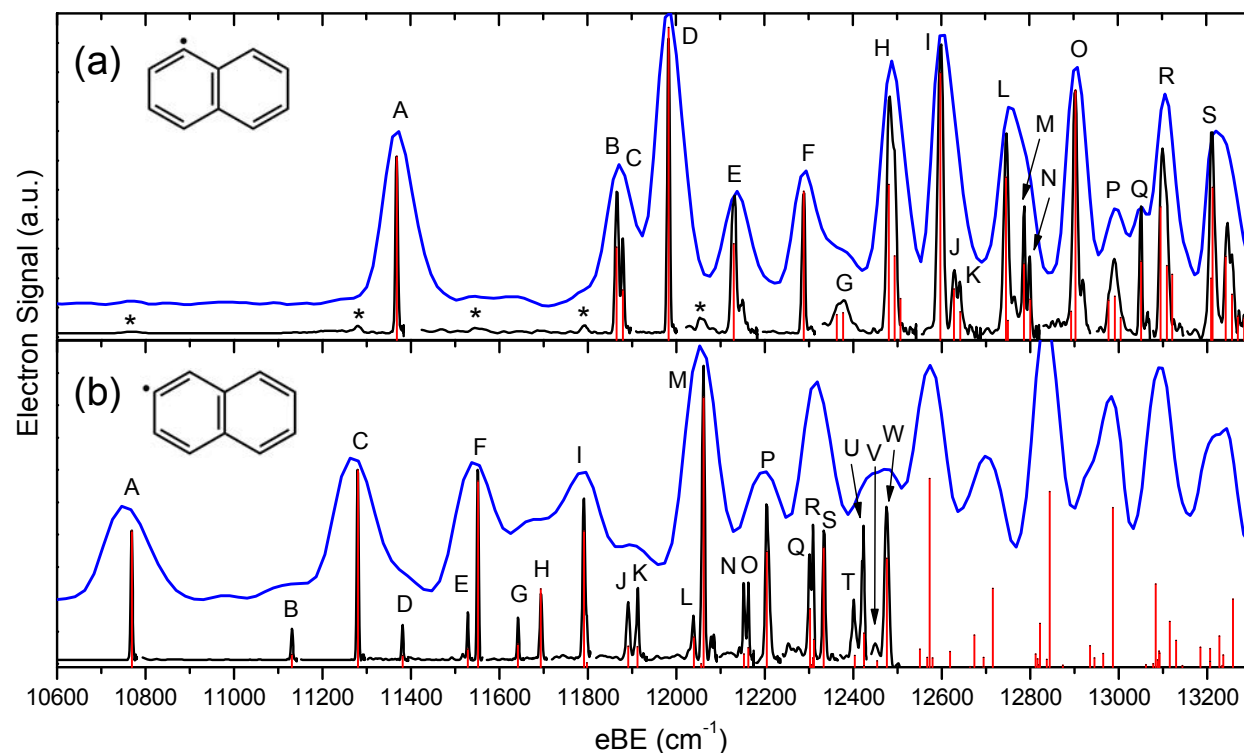 (a)
A
B
C
D
E
F
G
H
I
J
K
L
M
N
O
P
Q
R
S
*
*
*
*
*
(b)
A
B
C
D
E
F
G
H
I
J
K
L
M
N
O
P
Q
R
S
T
U
V
W
Electron Signal (a.u.)
10600 10800 11000 11200 11400 11600 11800 12000 12200 12400 12600 12800 13000 13200
eBE (cm⁻¹)